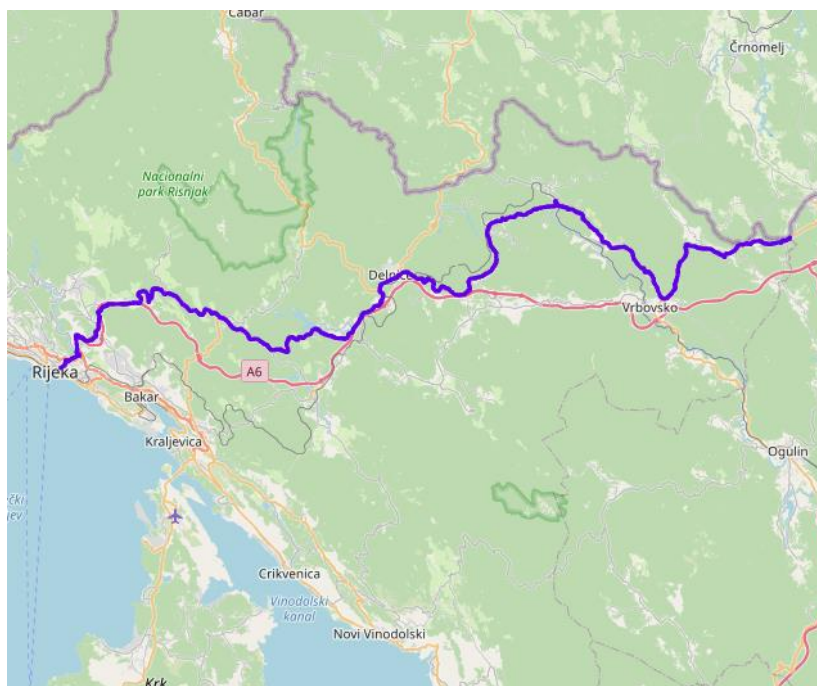 Čabar
Črnomelj
Nacionalni
park Risnjak
Delnice
Vrbovsko
Rijeka
A6
Bakar
Kraljevica
Ogulin
Crikvenica
Vinodolski
kanal
Novi Vinodolski
Krk